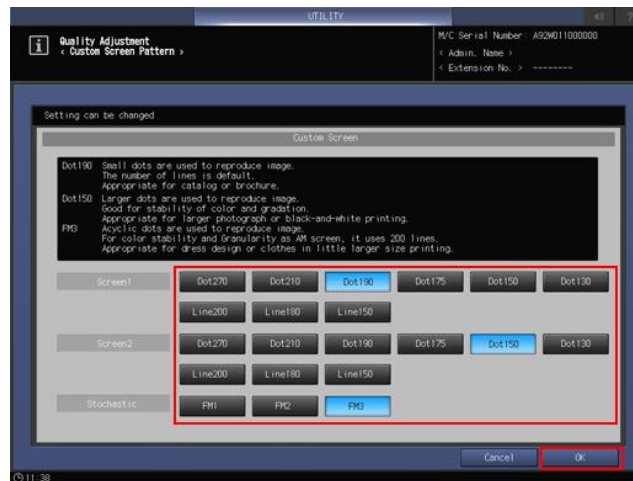 UTILITY
Quality Adjustment
< Custom Screen Pattern >
M/C Serial Number: A92W011000000
< Admin. Name >
< Extension No. > --------
Setting can be changed
Custom Screen
Dot190 Small dots are used to reproduce image.
The number of lines is default.
Appropriate for catalog or brochure.
Dot150 Larger dots are used to reproduce image.
Good for stability of color and gradation.
Appropriate for larger photograph or black-and-white printing.
FM3 Acyclic dots are used to reproduce image.
For color stability and Granularity as AM screen, it uses 200 lines.
Appropriate for dress design or clothes in little larger size printing.
Screen1 Dot270 Dot210 Dot190 Dot175 Dot150 Dot130
Line200 Line180 Line150
Screen2 Dot270 Dot210 Dot190 Dot175 Dot150 Dot130
Line200 Line180 Line150
Stochastic FM1 FM2 FM3
Cancel OK
11:38